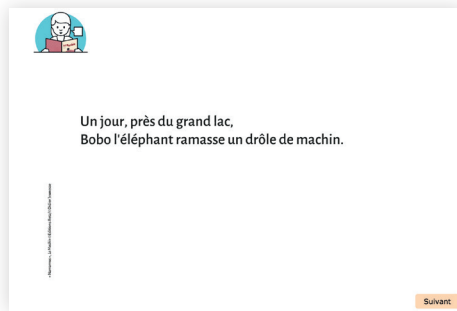 Un jour, près du grand lac,
Bobo l'éléphant ramasse un drôle de machin.
Suivant